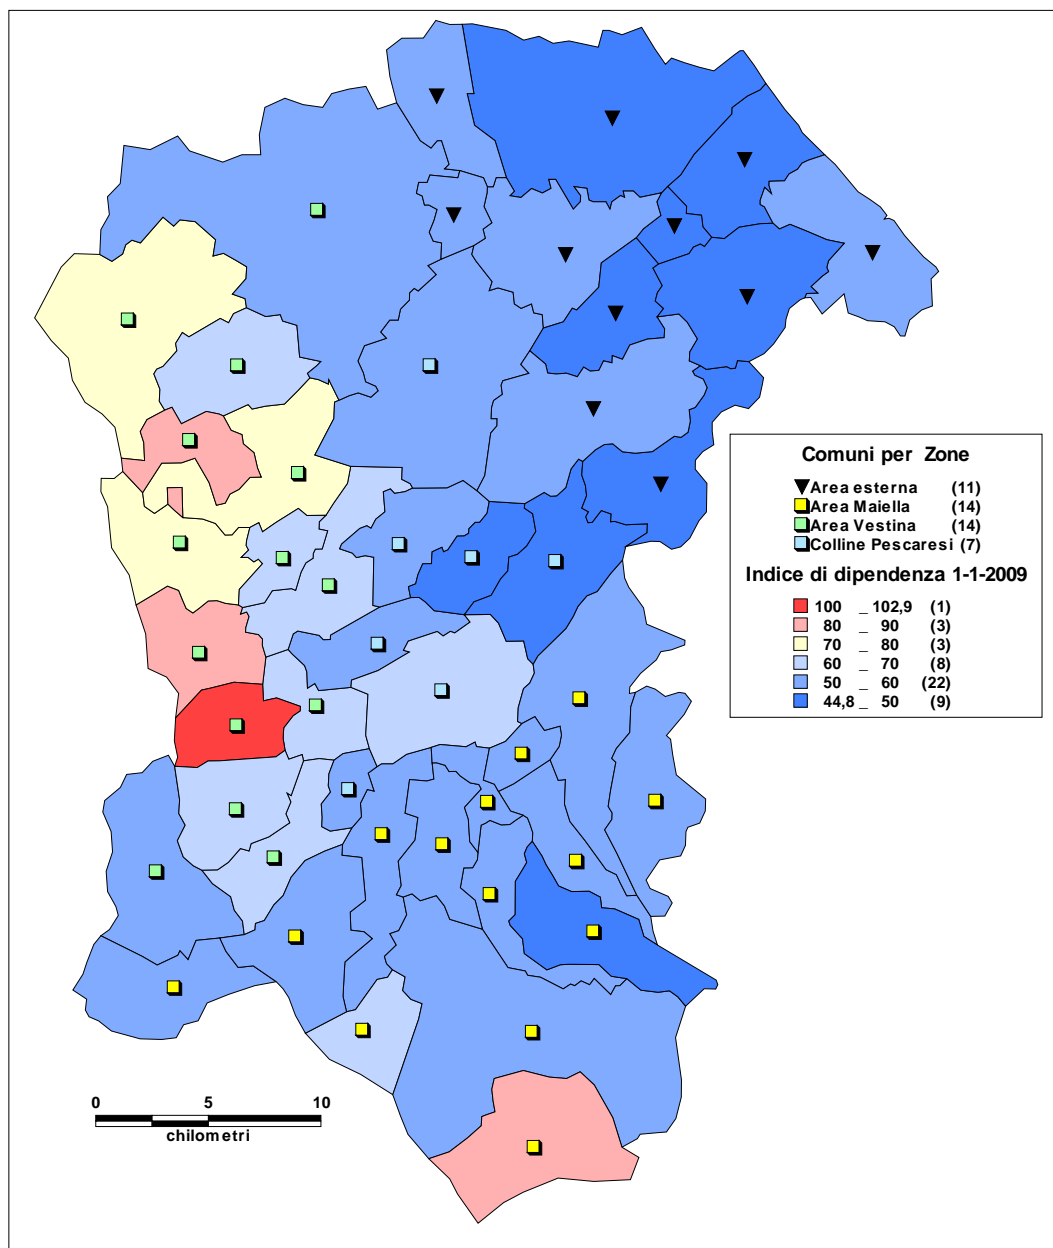 Comuni per Zone
Area esterna (11)
Area Maiella (14)
Area Vestina (14)
Colline Pescaresi (7)
Indice di dipendenza 1-1-2009
100 _ 102,9 (1)
80 _ 90 (3)
70 _ 80 (3)
60 _ 70 (8)
50 _ 60 (22)
44,8 _ 50 (9)
0 5 10
chilometri